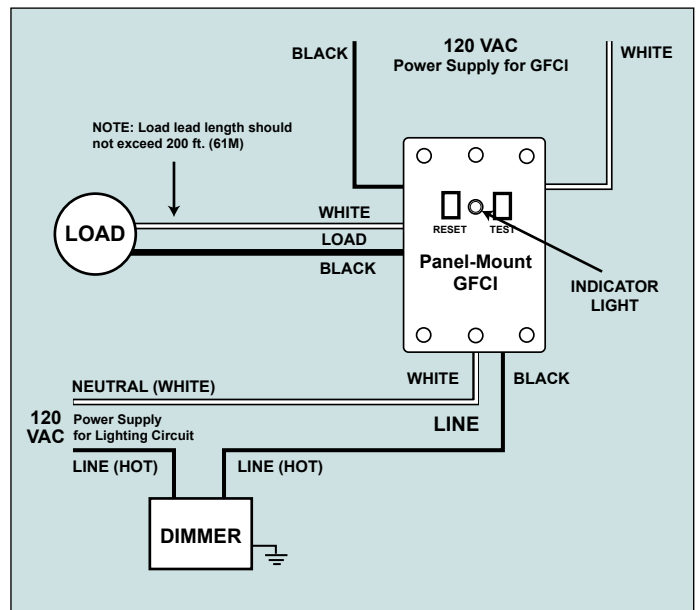 120 VAC
Power Supply for GFCI
BLACK
WHITE
NOTE: Load lead length should
not exceed 200 ft. (61M)
RESET
TEST
WHITE
LOAD
LOAD
BLACK
Panel-Mount
GFCI
INDICATOR
LIGHT
WHITE
BLACK
NEUTRAL (WHITE)
LINE
120
VAC
Power Supply
for Lighting Circuit
LINE (HOT)
LINE (HOT)
DIMMER